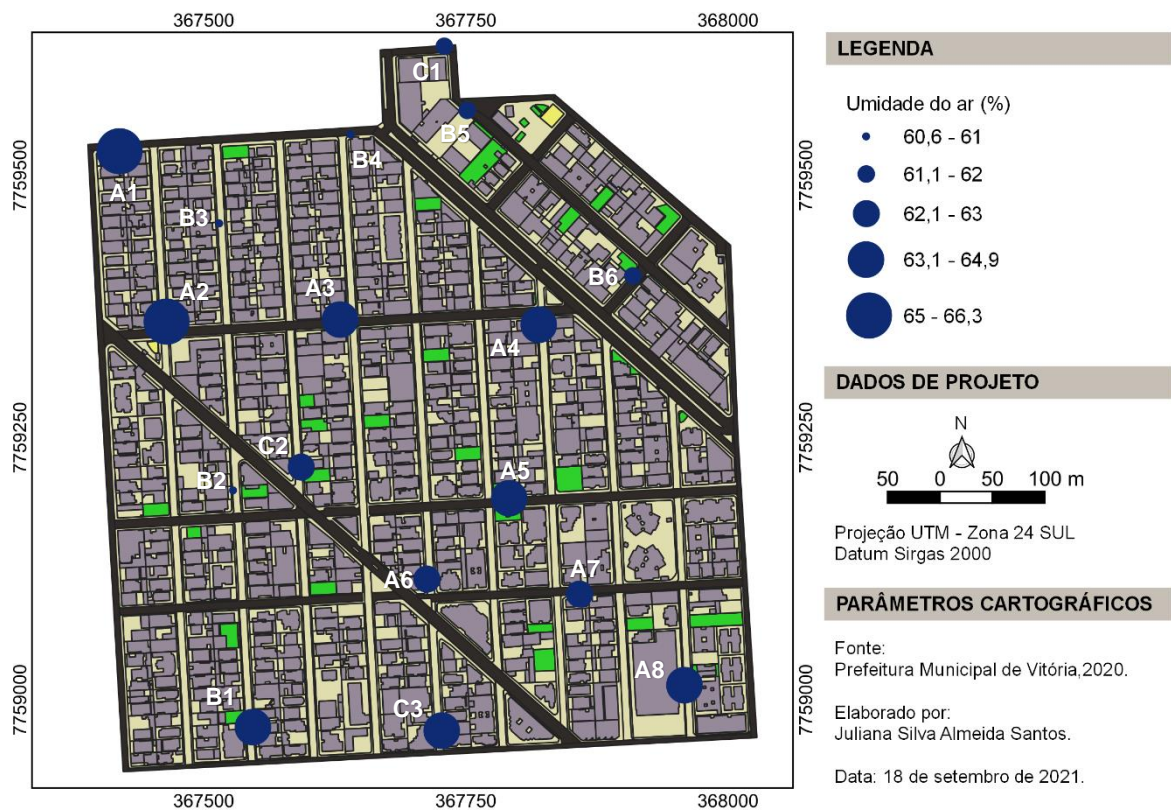 367500 367750 368000
C1
B5
B4
A1
B3
A2
A3
B6
A4
C2
A5
B2
A6
A7
A8
B1
C3
7759500
7759250
7759000
7759500
7759250
7759000
367500 367750 368000
LEGENDA
Umidade do ar (%)
60,6 - 61
61,1 - 62
62,1 - 63
63,1 - 64,9
65 - 66,3
DADOS DE PROJETO
N
50 0 50 100 m
Projeção UTM - Zona 24 SUL
Datum Sirgas 2000
PARÂMETROS CARTOGRÁFICOS
Fonte:
Prefeitura Municipal de Vitória,2020.
Elaborado por:
Juliana Silva Almeida Santos.
Data: 18 de setembro de 2021.